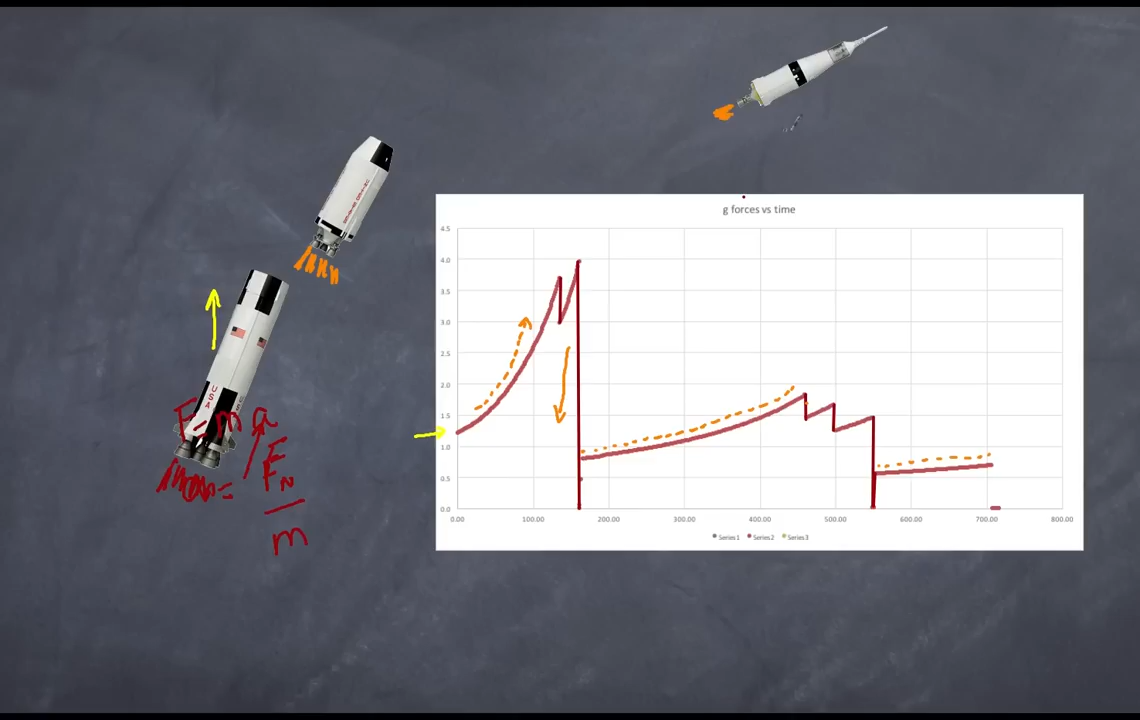 g forces vs time
4.5
4.0
3.5
3.0
2.5
2.0
1.5
1.0
0.5
0.0
0.00 100.00 200.00 300.00 400.00 500.00 600.00 700.00 800.00
Series1 Series2 Series3
USA
F = m a
F
F N
m